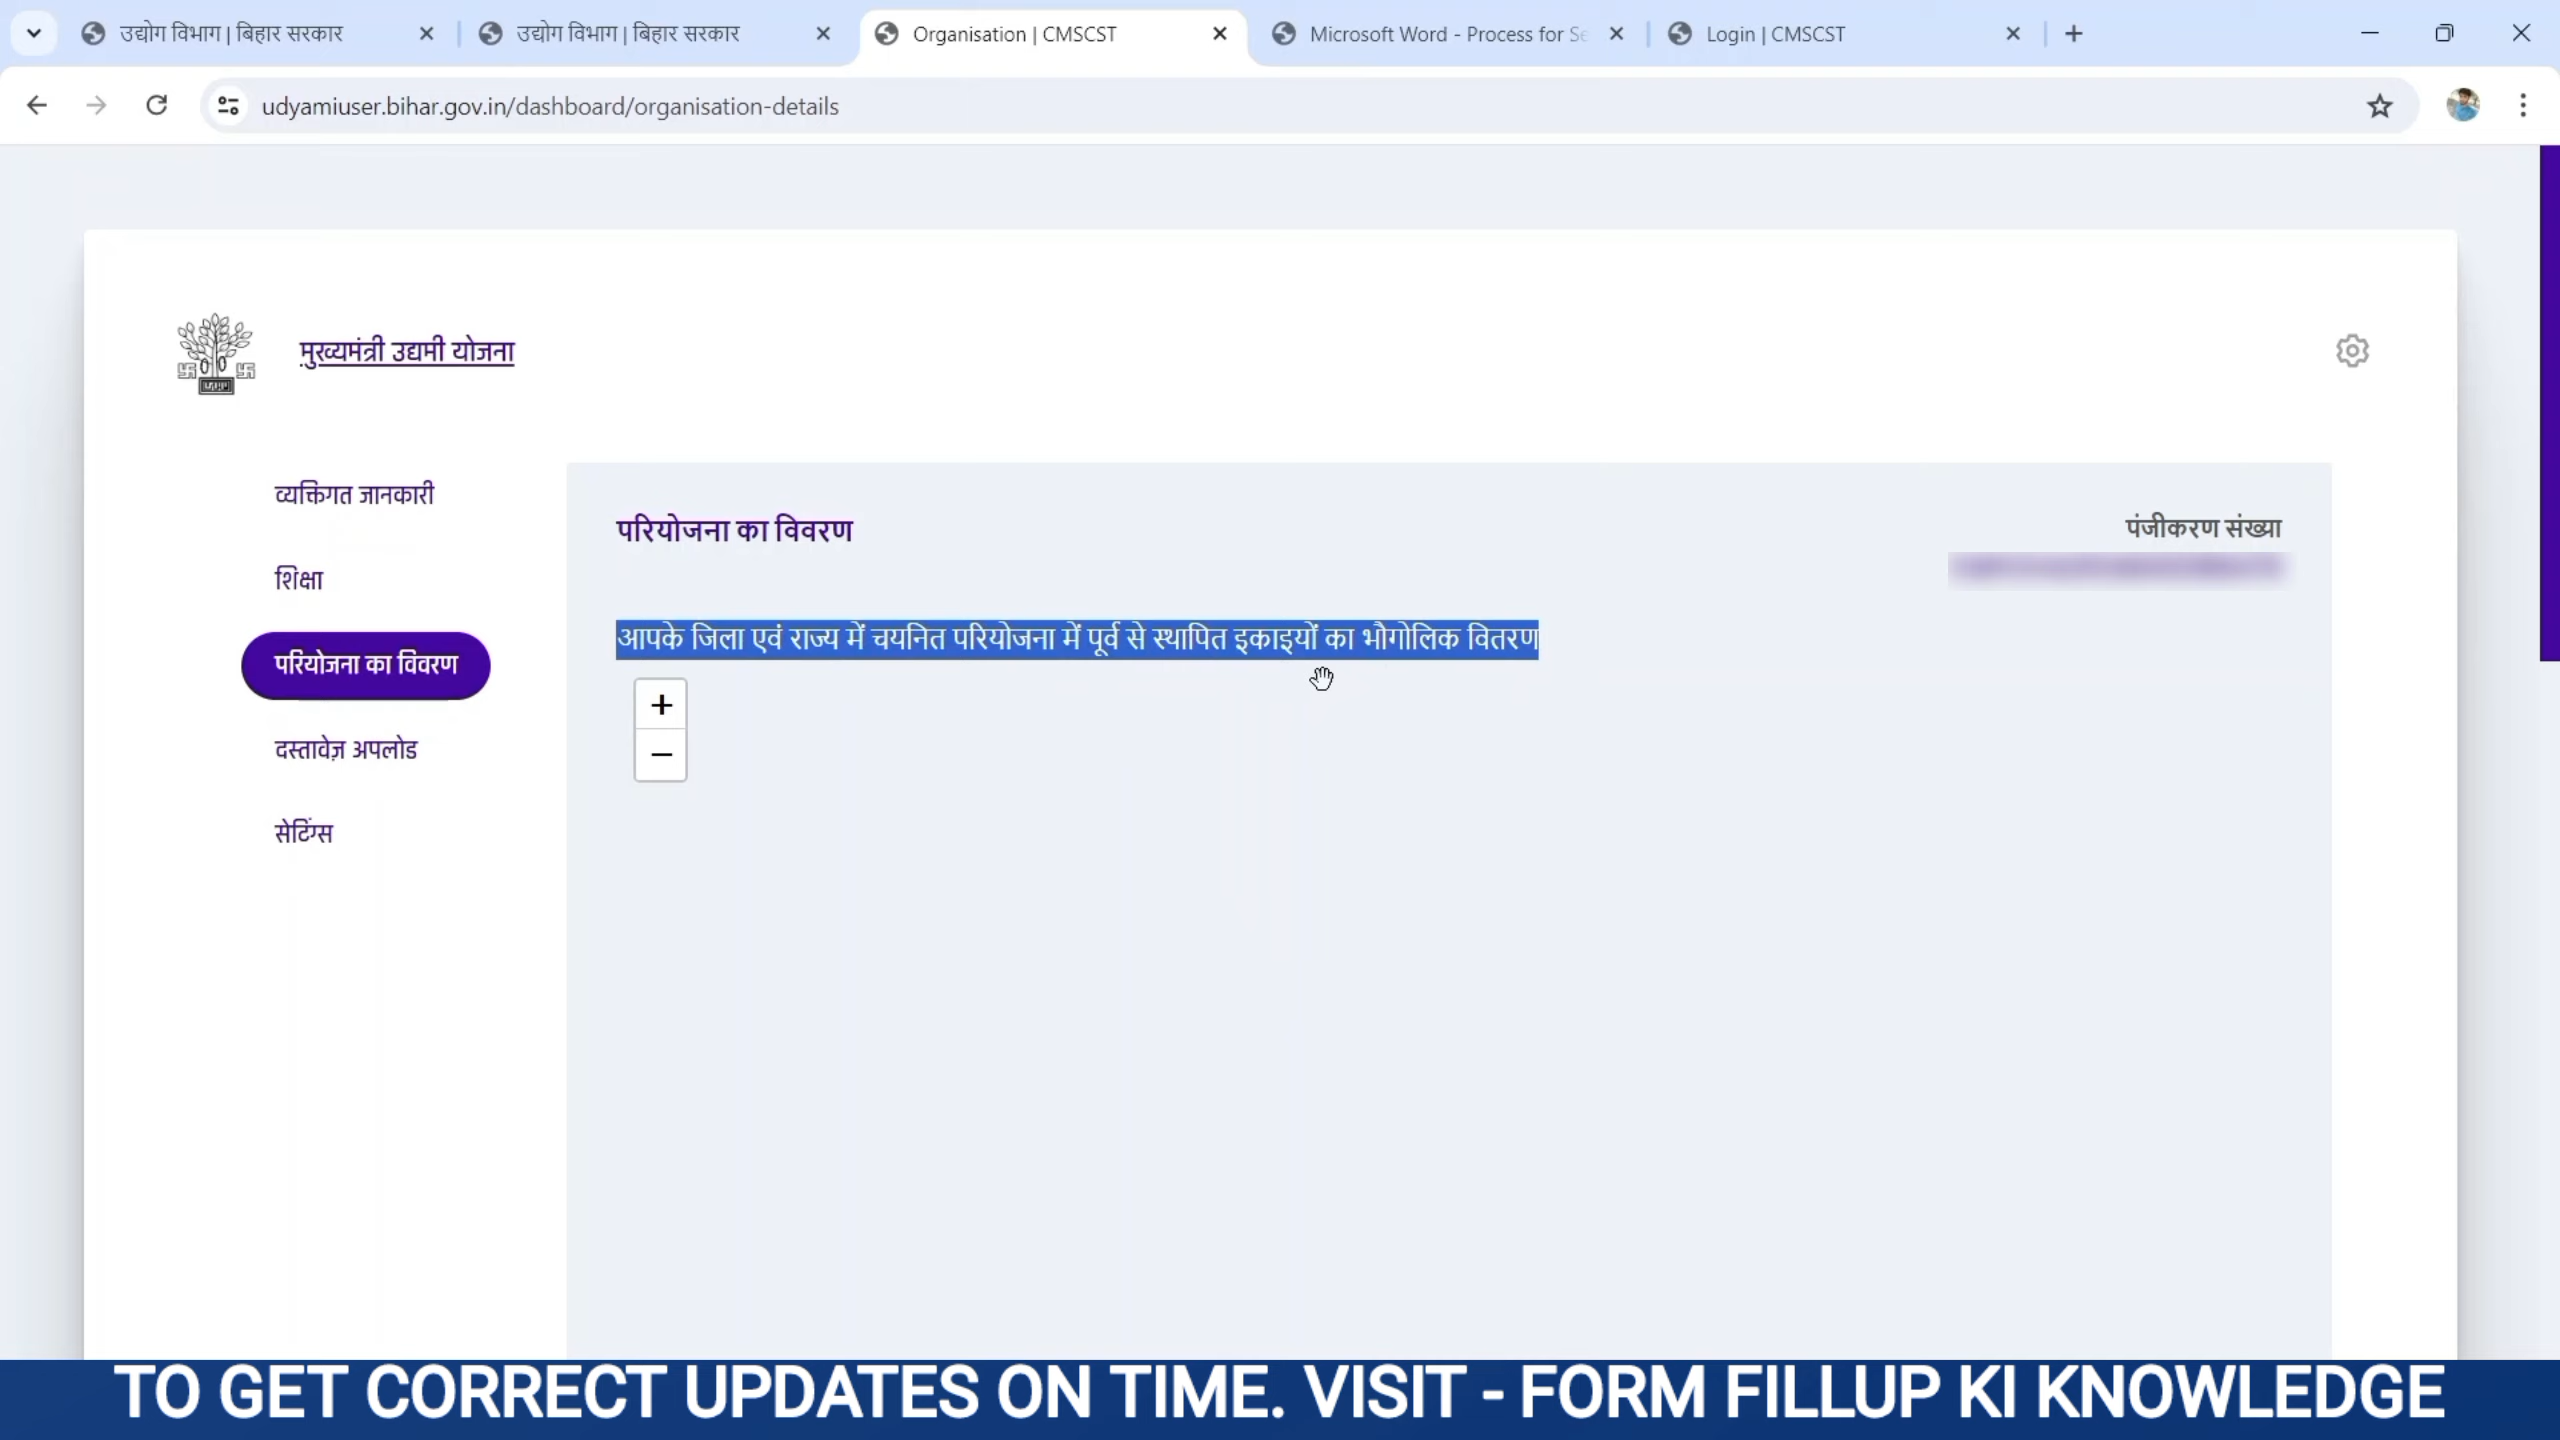 उद्योग विभाग | बिहार सरकार
उद्योग विभाग | बिहार सरकार
Organisation | CMSCST
Microsoft Word - Process for Se
Login | CMSCST
udyamiuser.bihar.gov.in/dashboard/organisation-details
मुख्यमंत्री उद्यमी योजना
व्यक्तिगत जानकारी
शिक्षा
परियोजना का विवरण
दस्तावेज़ अपलोड
सेटिंग्स
परियोजना का विवरण
पंजीकरण संख्या
आपके जिला एवं राज्य में चयनित परियोजना में पूर्व से स्थापित इकाइयों का भौगोलिक वितरण
+
−
TO GET CORRECT UPDATES ON TIME. VISIT - FORM FILLUP KI KNOWLEDGE